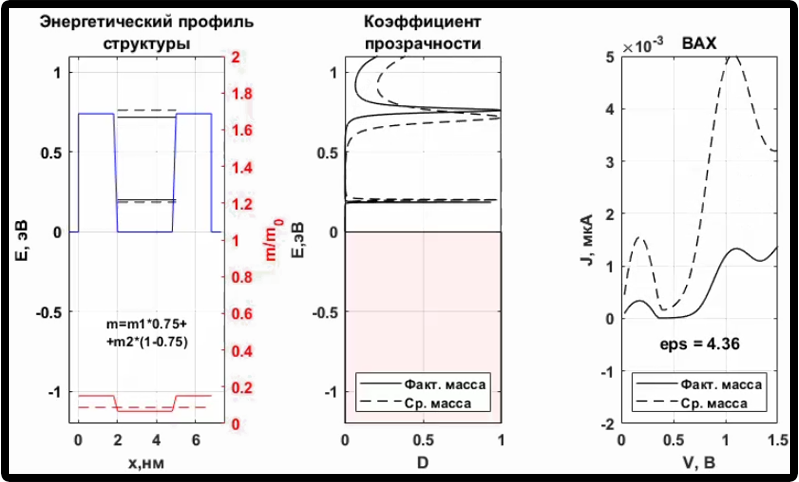 Энергетический профиль
структуры
1
0.5
0
-0.5
-1
E, эВ
2
1.8
1.6
1.4
1.2
1
0.8
0.6
0.4
0.2
0
m/m0
m=m1*0.75+
+m2*(1-0.75)
0 2 4 6
x,нм
Коэффициент
прозрачности
1
0.5
0
-0.5
-1
E,эВ
Факт. масса
Ср. масса
0 0.5 1
D
×10-3
ВАХ
5
4
3
2
1
0
-1
-2
J, мкА
eps = 4.36
Факт. масса
Ср. масса
0 0.5 1 1.5
V, В